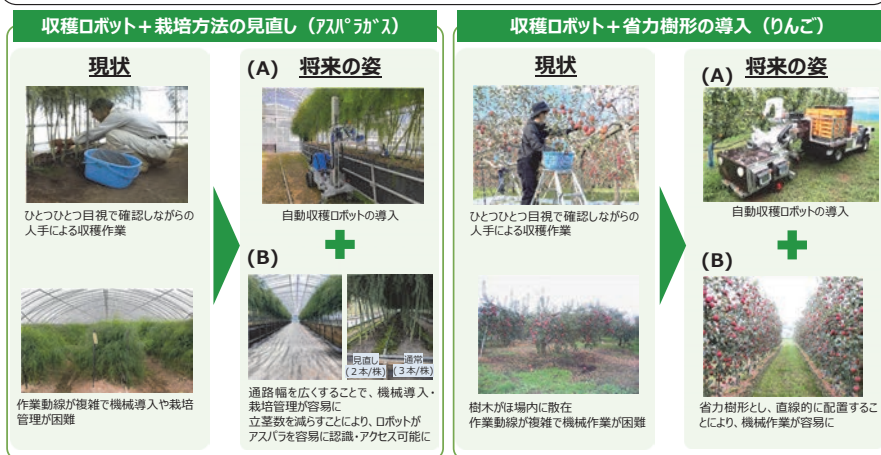 収穫ロボット＋栽培方法の見直し（ｱｽﾊﾟﾗｶﾞｽ）
現状
(A) 将来の姿
ひとつひとつ目視で確認しながらの
人手による収穫作業
自動収穫ロボットの導入
(B)
見直し
(２本/株)
通常
(３本/株)
作業動線が複雑で機械導入や栽培
管理が困難
通路幅を広くすることで、機械導入・
栽培管理が容易に
立茎数を減らすことにより、ロボットが
アスパラを容易に認識・アクセス可能に
収穫ロボット＋省力樹形の導入（りんご）
現状
(A) 将来の姿
ひとつひとつ目視で確認しながらの
人手による収穫作業
自動収穫ロボットの導入
(B)
樹木がほ場内に散在
作業動線が複雑で機械作業が困難
省力樹形とし、直線的に配置するこ
とにより、機械作業が容易に